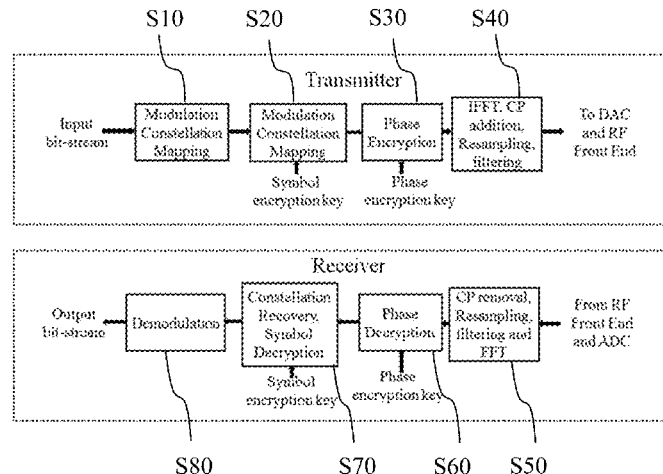 S10
S20
S30
S40
Transmitter
Input
bit-stream
Modulation
Constellation
Mapping
Modulation
Constellation
Mapping
Phase
Encryption
IFFT, CP
addition,
Resampling,
filtering
To DAC
and RF
Front End
Symbol
encryption key
Phase
encryption key
Receiver
Output
bit-stream
Demodulation
Constellation
Recovery,
Symbol
Decryption
Phase
Decryption
CP removal,
Resampling,
filtering and
FFT
From RF
Front End
and ADC
Symbol
encryption key
Phase
encryption key
S80
S70
S60
S50